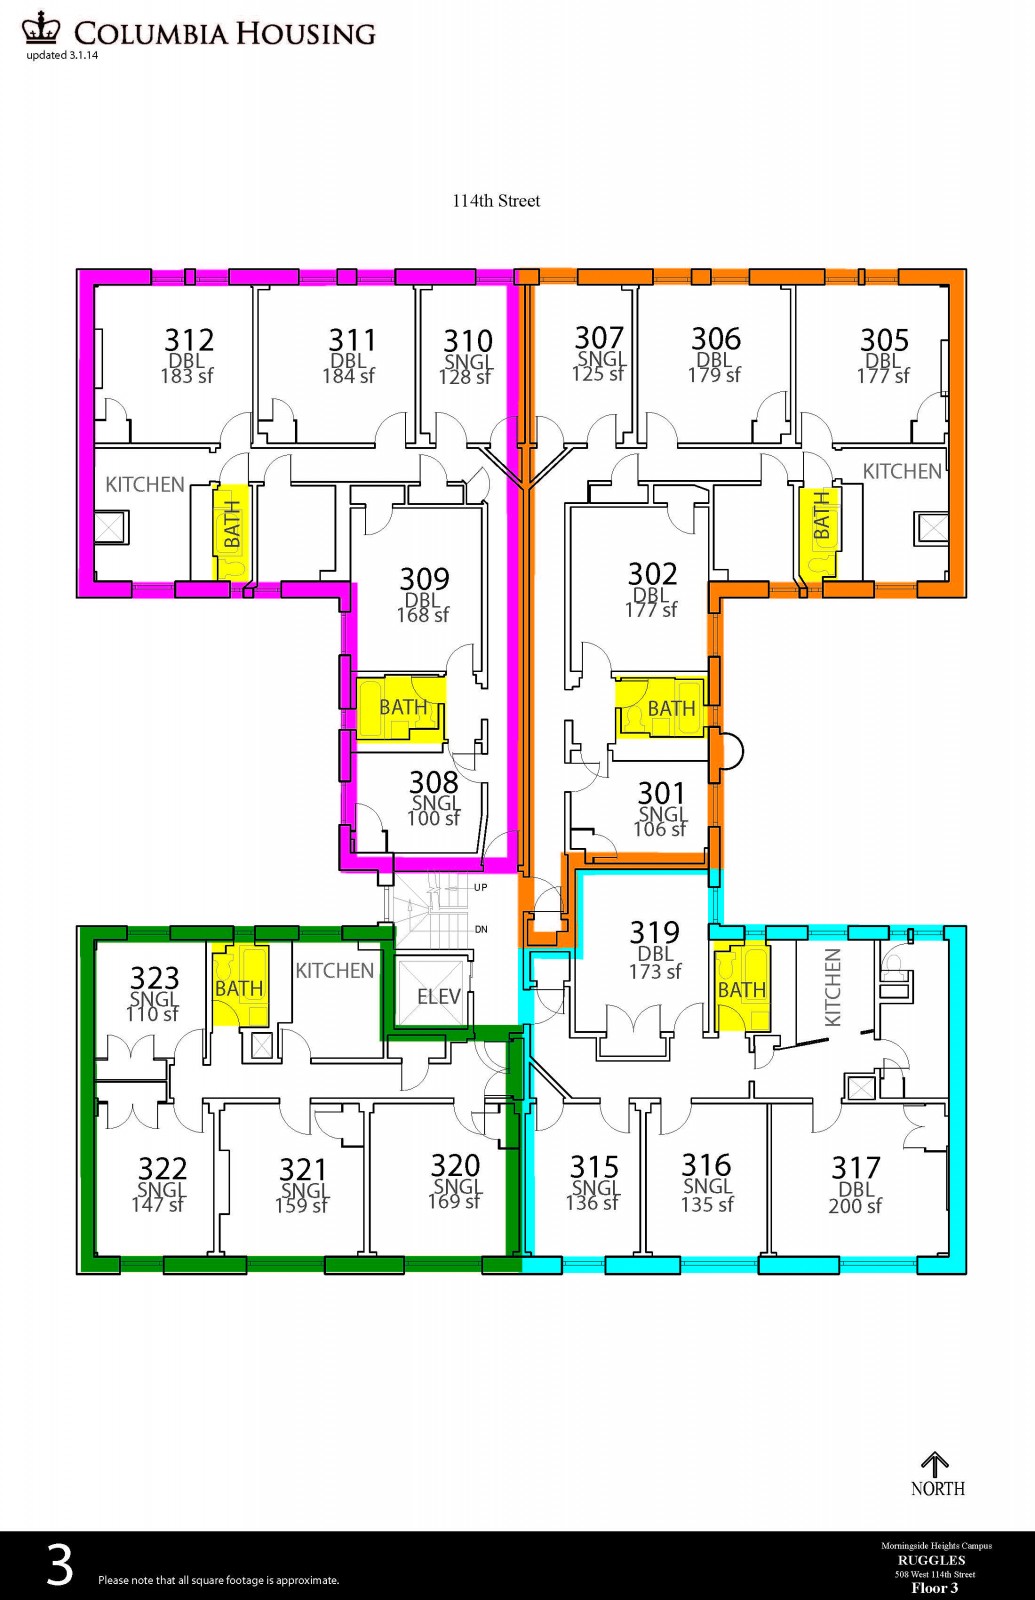 COLUMBIA HOUSING
updated 3.1.14
114th Street
312
DBL
183 sf
311
DBL
184 sf
310
SNGL
128 sf
307
SNGL
125 sf
306
DBL
179 sf
305
DBL
177 sf
KITCHEN
BATH
BATH
KITCHEN
309
DBL
168 sf
302
DBL
177 sf
BATH
BATH
308
SNGL
100 sf
301
SNGL
106 sf
UP
DN
323
SNGL
110 sf
BATH
KITCHEN
ELEV
319
DBL
173 sf
BATH
KITCHEN
322
SNGL
147 sf
321
SNGL
159 sf
320
SNGL
169 sf
315
SNGL
136 sf
316
SNGL
135 sf
317
DBL
200 sf
NORTH
3
Please note that all square footage is approximate.
Morningside Heights Campus
RUGGLES
508 West 114th Street
Floor 3